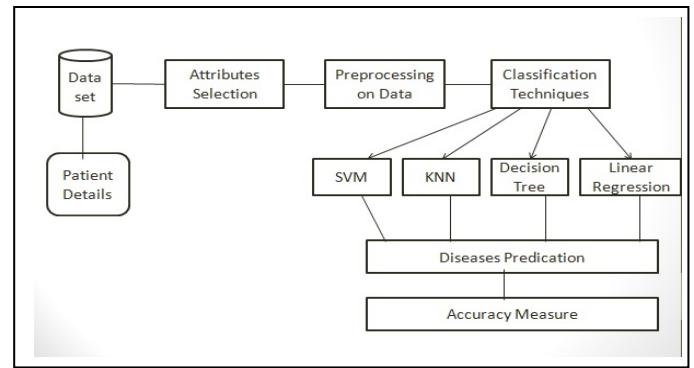 Data
set
Attributes
Selection
Preprocessing
on Data
Classification
Techniques
Patient
Details
SVM
KNN
Decision
Tree
Linear
Regression
Diseases Predication
Accuracy Measure